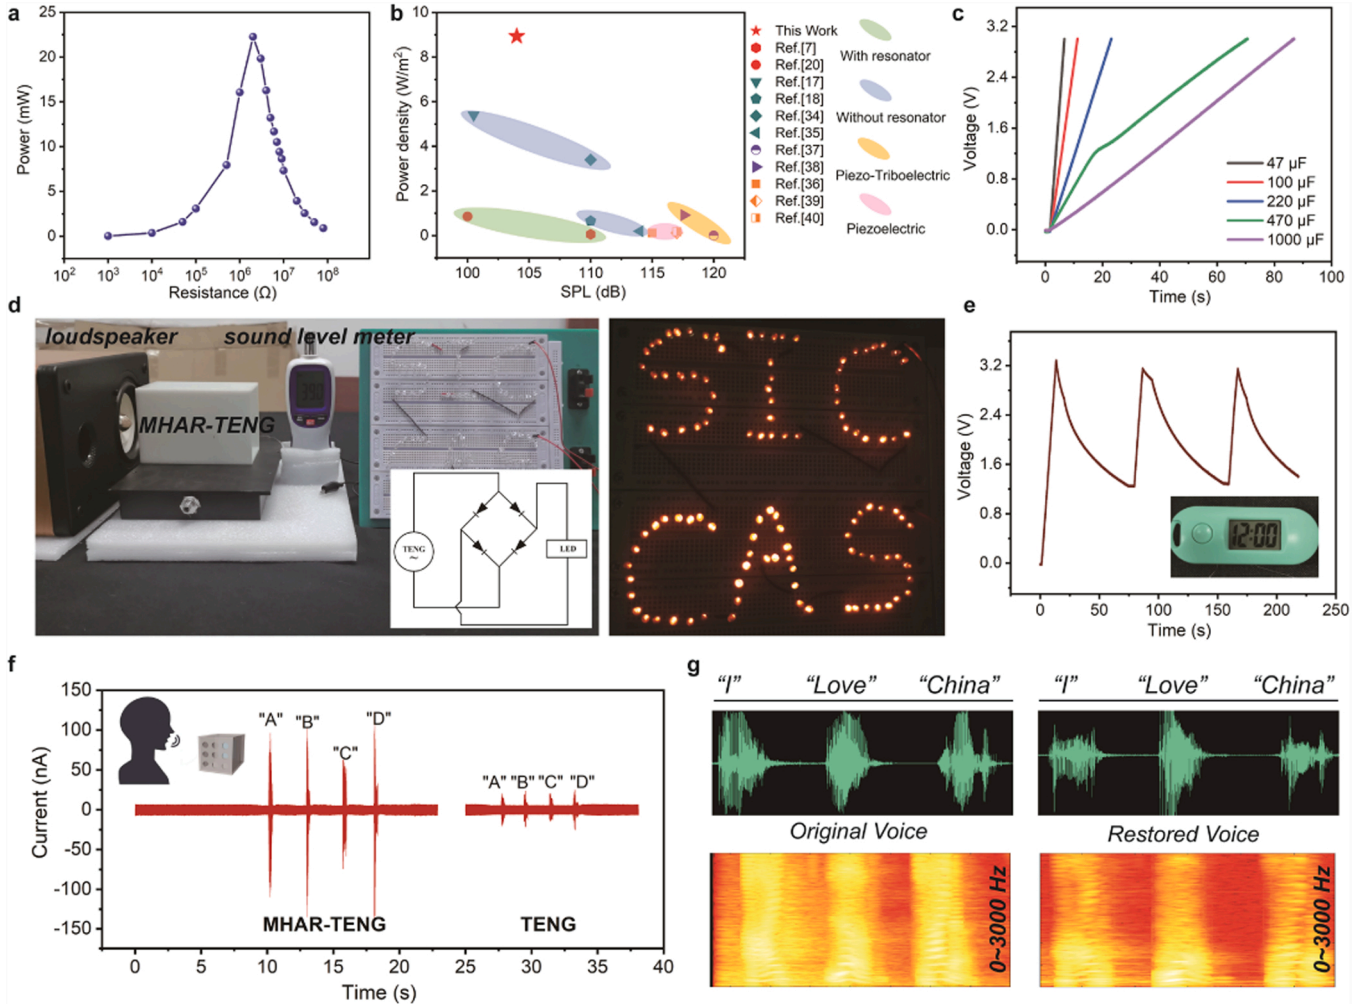 a
25
20
15
10
5
0
Power (mW)
10² 10³ 10⁴ 10⁵ 10⁶ 10⁷ 10⁸
Resistance (Ω)
b
10
8
6
4
2
0
Power density (W/m²)
100 105 110 115 120
SPL (dB)
This Work
Ref.[7]
Ref.[20]
Ref.[17]
Ref.[18]
Ref.[34]
Ref.[35]
Ref.[37]
Ref.[38]
Ref.[36]
Ref.[39]
Ref.[40]
With resonator
Without resonator
Piezo-Triboelectric
Piezoelectric
c
3.2
2.4
1.6
0.8
0.0
Voltage (V)
47 µF
100 µF
220 µF
470 µF
1000 µF
0 20 40 60 80 100
Time (s)
d
loudspeaker
sound level meter
MHAR-TENG
TENG
~
LED
SIC
CAS
e
3.2
2.4
1.6
0.8
0.0
Voltage (V)
12:00
0 50 100 150 200 250
Time (s)
f
150
100
50
0
-50
-100
-150
Current (nA)
"A" "B" "C" "D"
"A" "B" "C" "D"
MHAR-TENG
TENG
0 5 10 15 20 25 30 35 40
Time (s)
g
“I” “Love” “China”
“I” “Love” “China”
Original Voice
Restored Voice
0~3000 Hz
0~3000 Hz